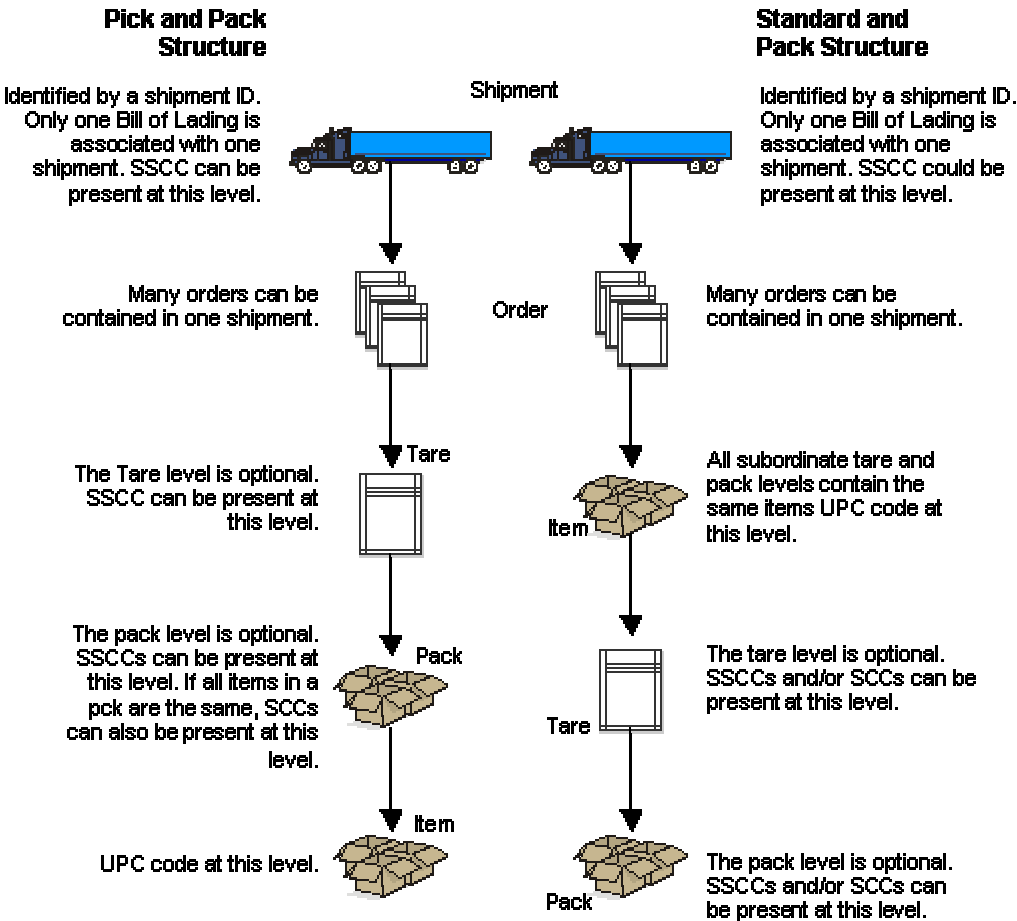 Pick and Pack
Structure
Standard and
Pack Structure
Identified by a shipment ID.
Only one Bill of Lading is
associated with one
shipment. SSCC can be
present at this level.
Shipment
Identified by a shipment ID.
Only one Bill of Lading is
associated with one
shipment. SSCC could be
present at this level.
Many orders can be
contained in one shipment.
Order
Many orders can be
contained in one shipment.
The Tare level is optional.
SSCC can be present at
this level.
Tare
Item
All subordinate tare and
pack levels contain the
same items UPC code at
this level.
The pack level is optional.
SSCCs can be present at
this level. If all items in a
pck are the same, SCCs
can also be present at this
level.
Pack
Tare
The tare level is optional.
SSCCs and/or SCCs can be
present at this level.
UPC code at this level.
Item
Pack
The pack level is optional.
SSCCs and/or SCCs can
be present at this level.